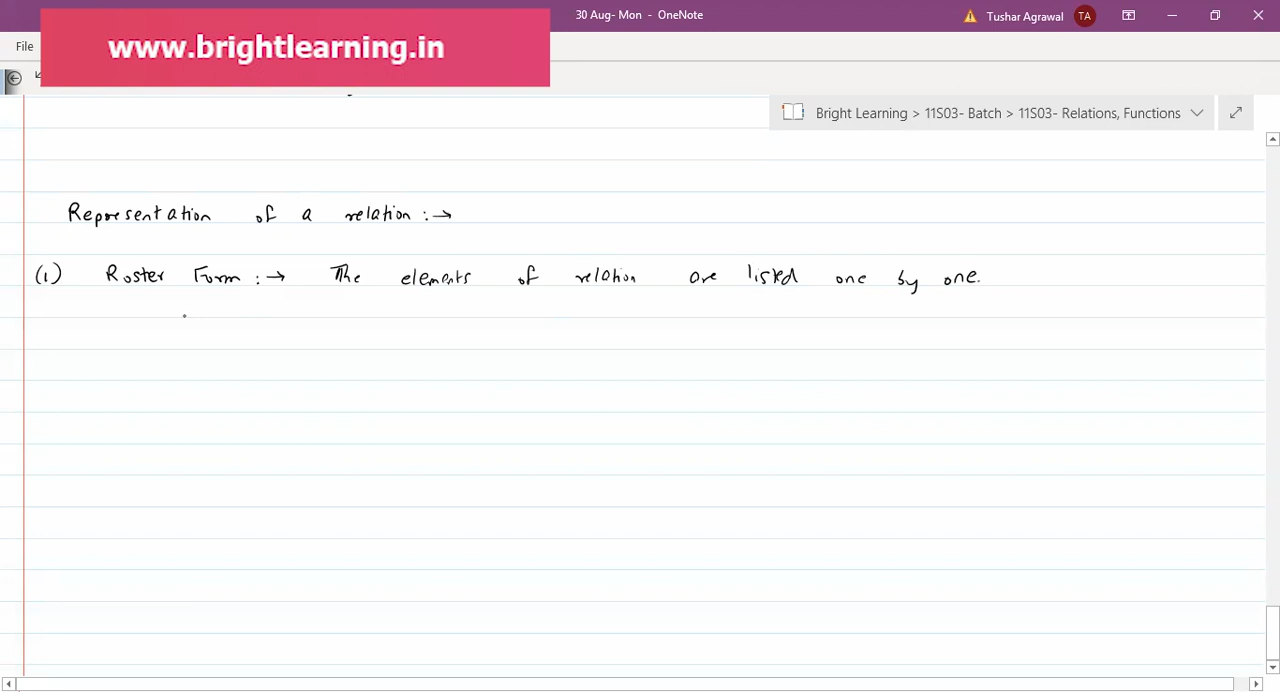 30 Aug- Mon - OneNote
Tushar Agrawal TA
File
www.brightlearning.in
Bright Learning > 11S03- Batch > 11S03- Relations, Functions
Representation of a relation :→
(1) Roster Form :→ The elements of relation are listed one by one.